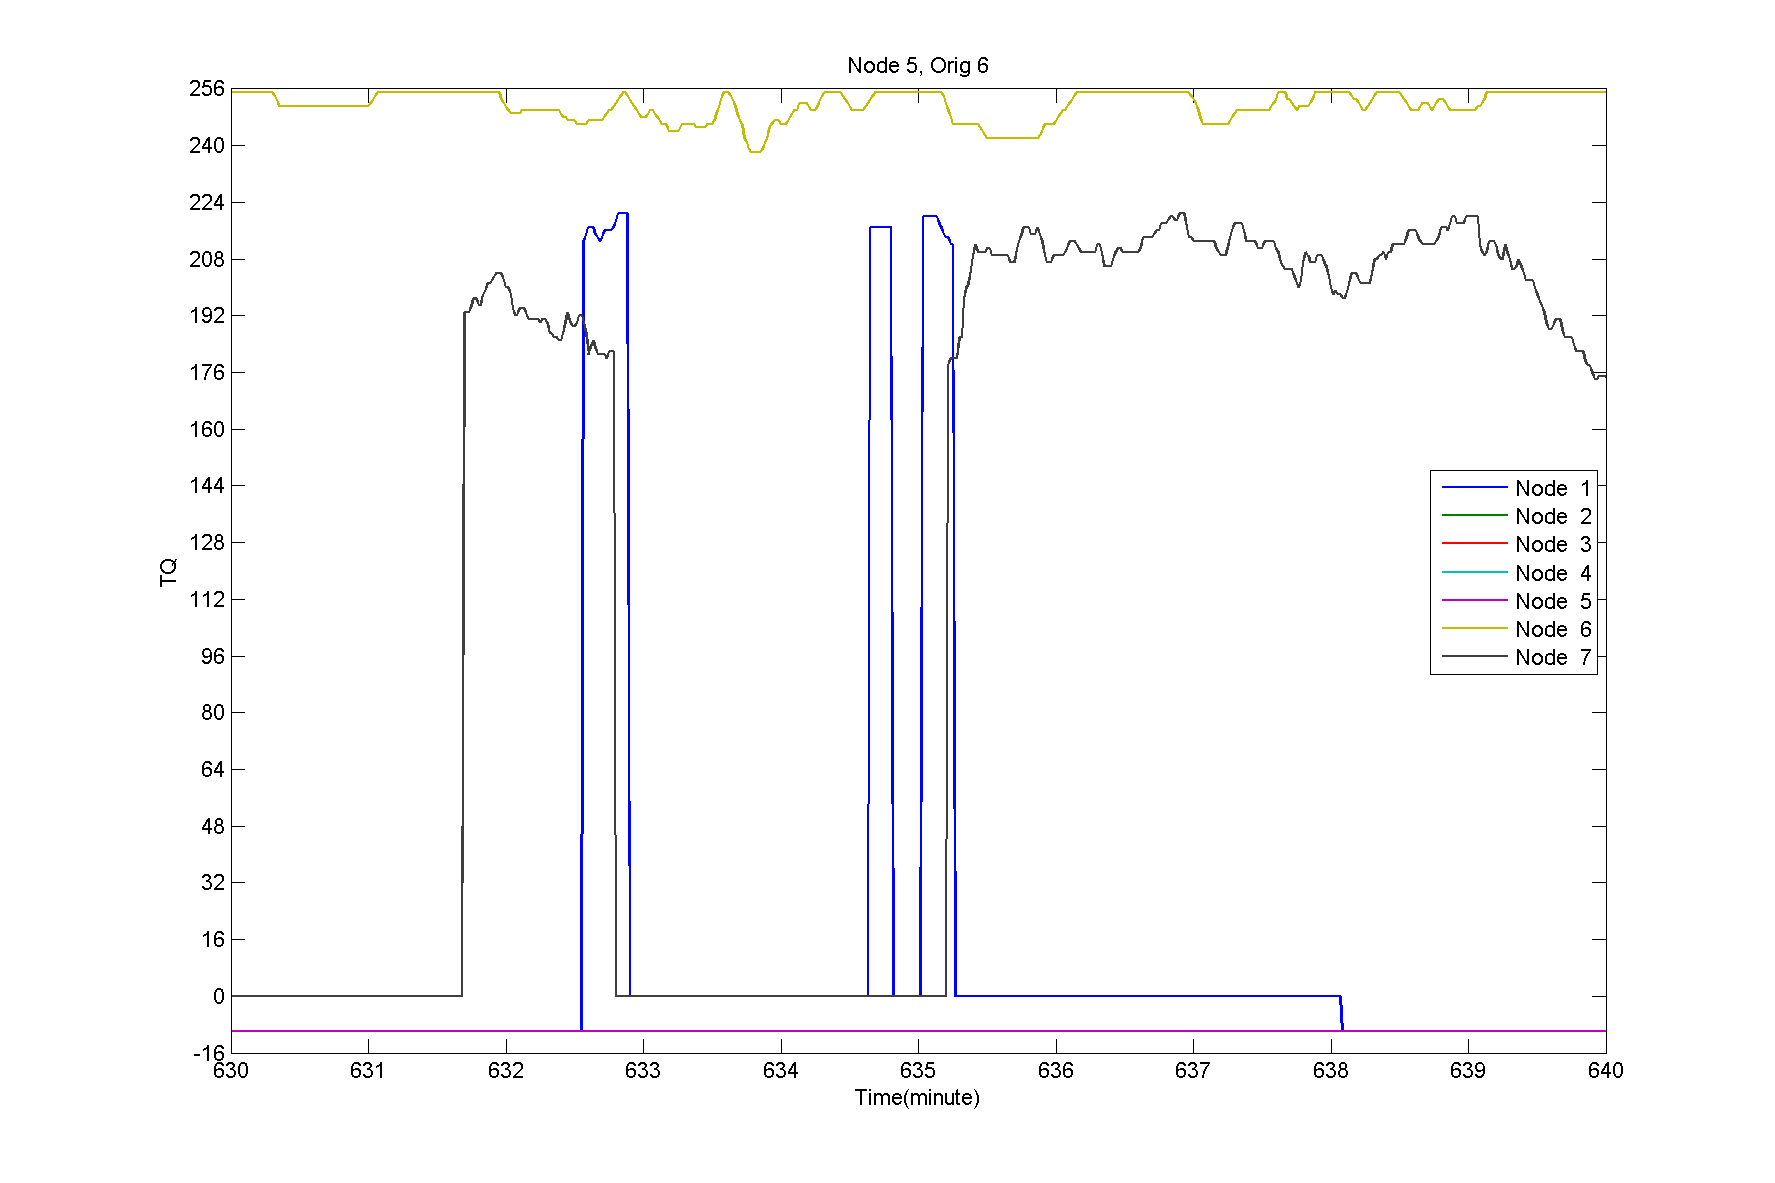 Node 5, Orig 6
256
240
224
208
192
176
160
144
128
112
96
80
64
48
32
16
0
-16
TQ
Node 1
Node 2
Node 3
Node 4
Node 5
Node 6
Node 7
630 631 632 633 634 635 636 637 638 639 640
Time(minute)